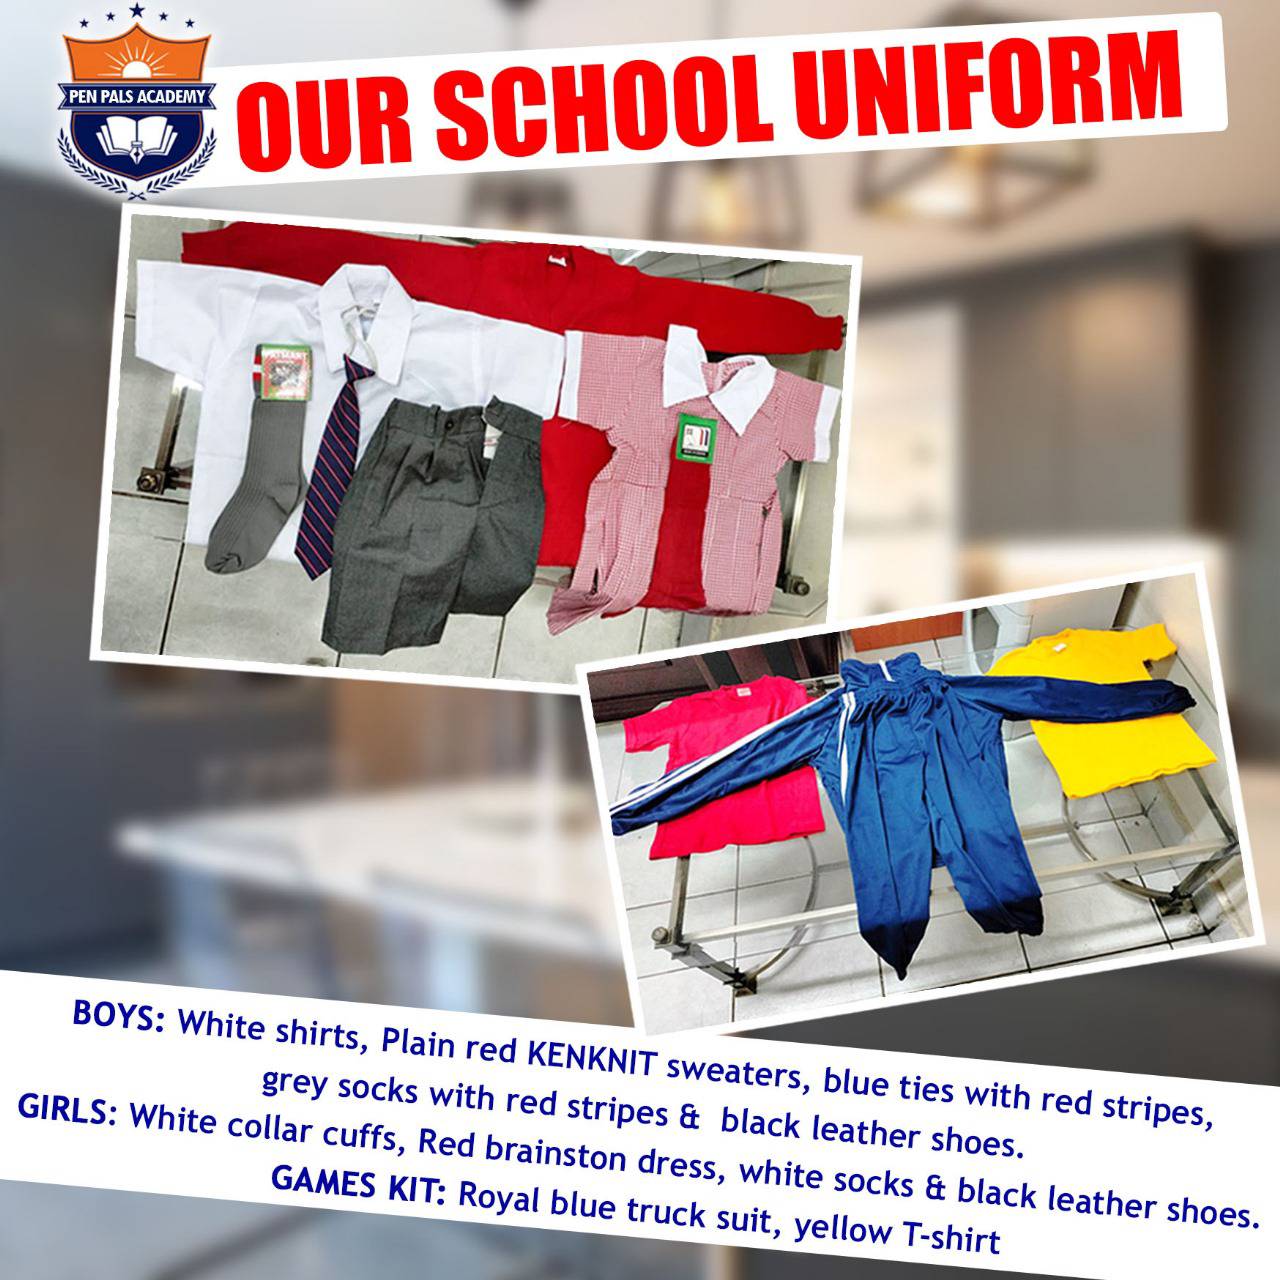 PEN PALS ACADEMY
OUR SCHOOL UNIFORM
BOYS: White shirts, Plain red KENKNIT sweaters, blue ties with red stripes,
grey socks with red stripes & black leather shoes.
GIRLS: White collar cuffs, Red brainston dress, white socks & black leather shoes.
GAMES KIT: Royal blue truck suit, yellow T-shirt